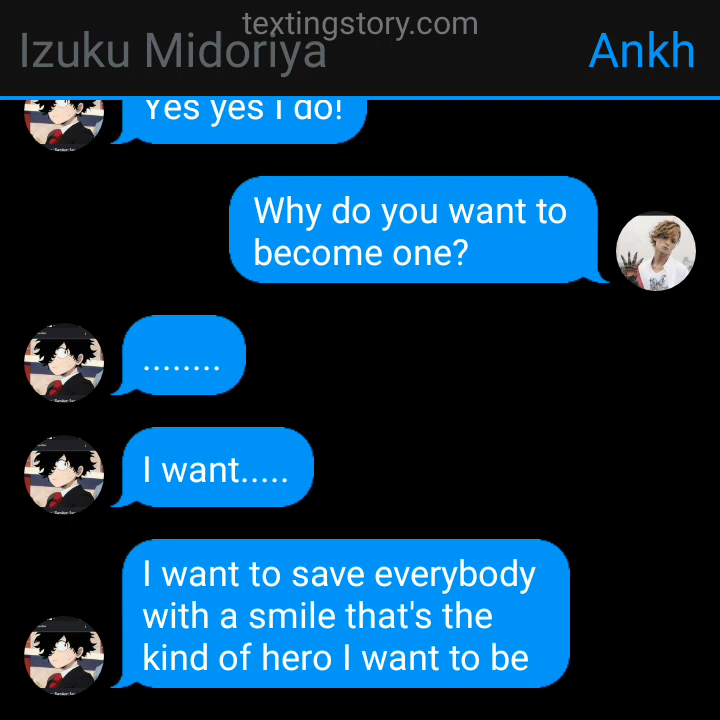 textingstory.com
Izuku Midoriya
Ankh
Yes yes I do!
Why do you want to
become one?
........
I want.....
I want to save everybody
with a smile that's the
kind of hero I want to be